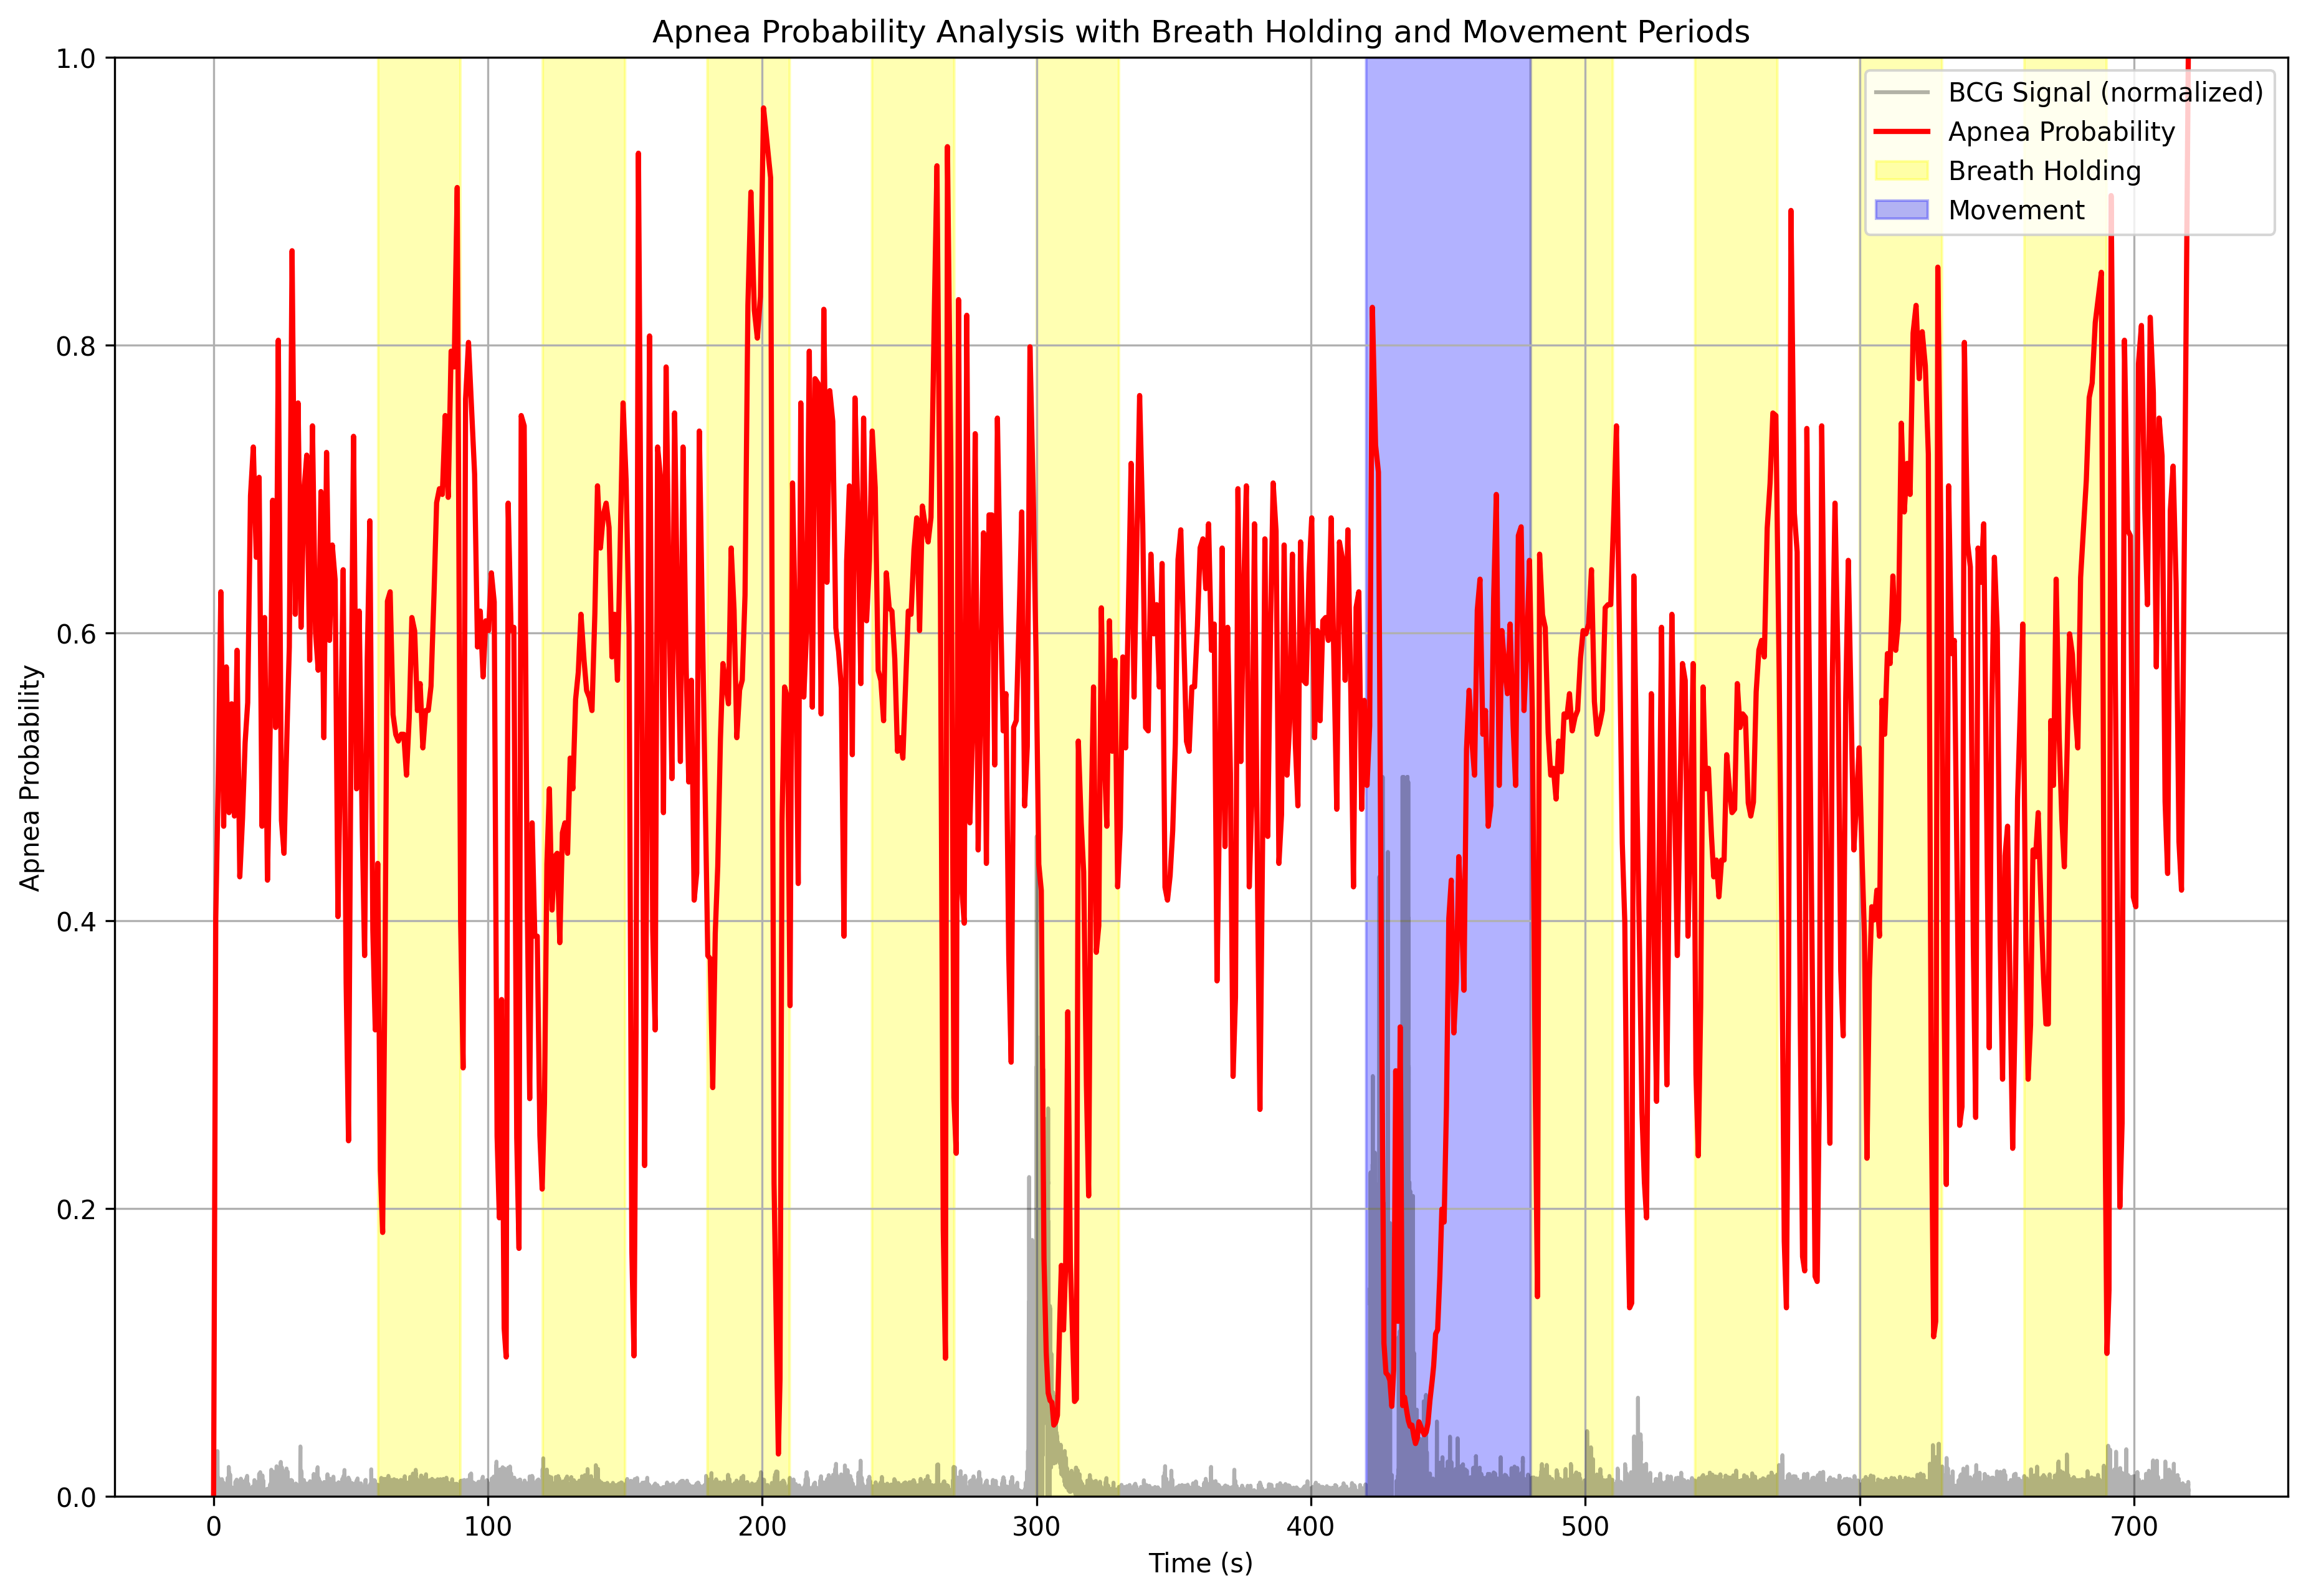 Apnea Probability Analysis with Breath Holding and Movement Periods
1.0
0.8
0.6
0.4
0.2
0.0
Apnea Probability
BCG Signal (normalized)
Apnea Probability
Breath Holding
Movement
0 100 200 300 400 500 600 700
Time (s)